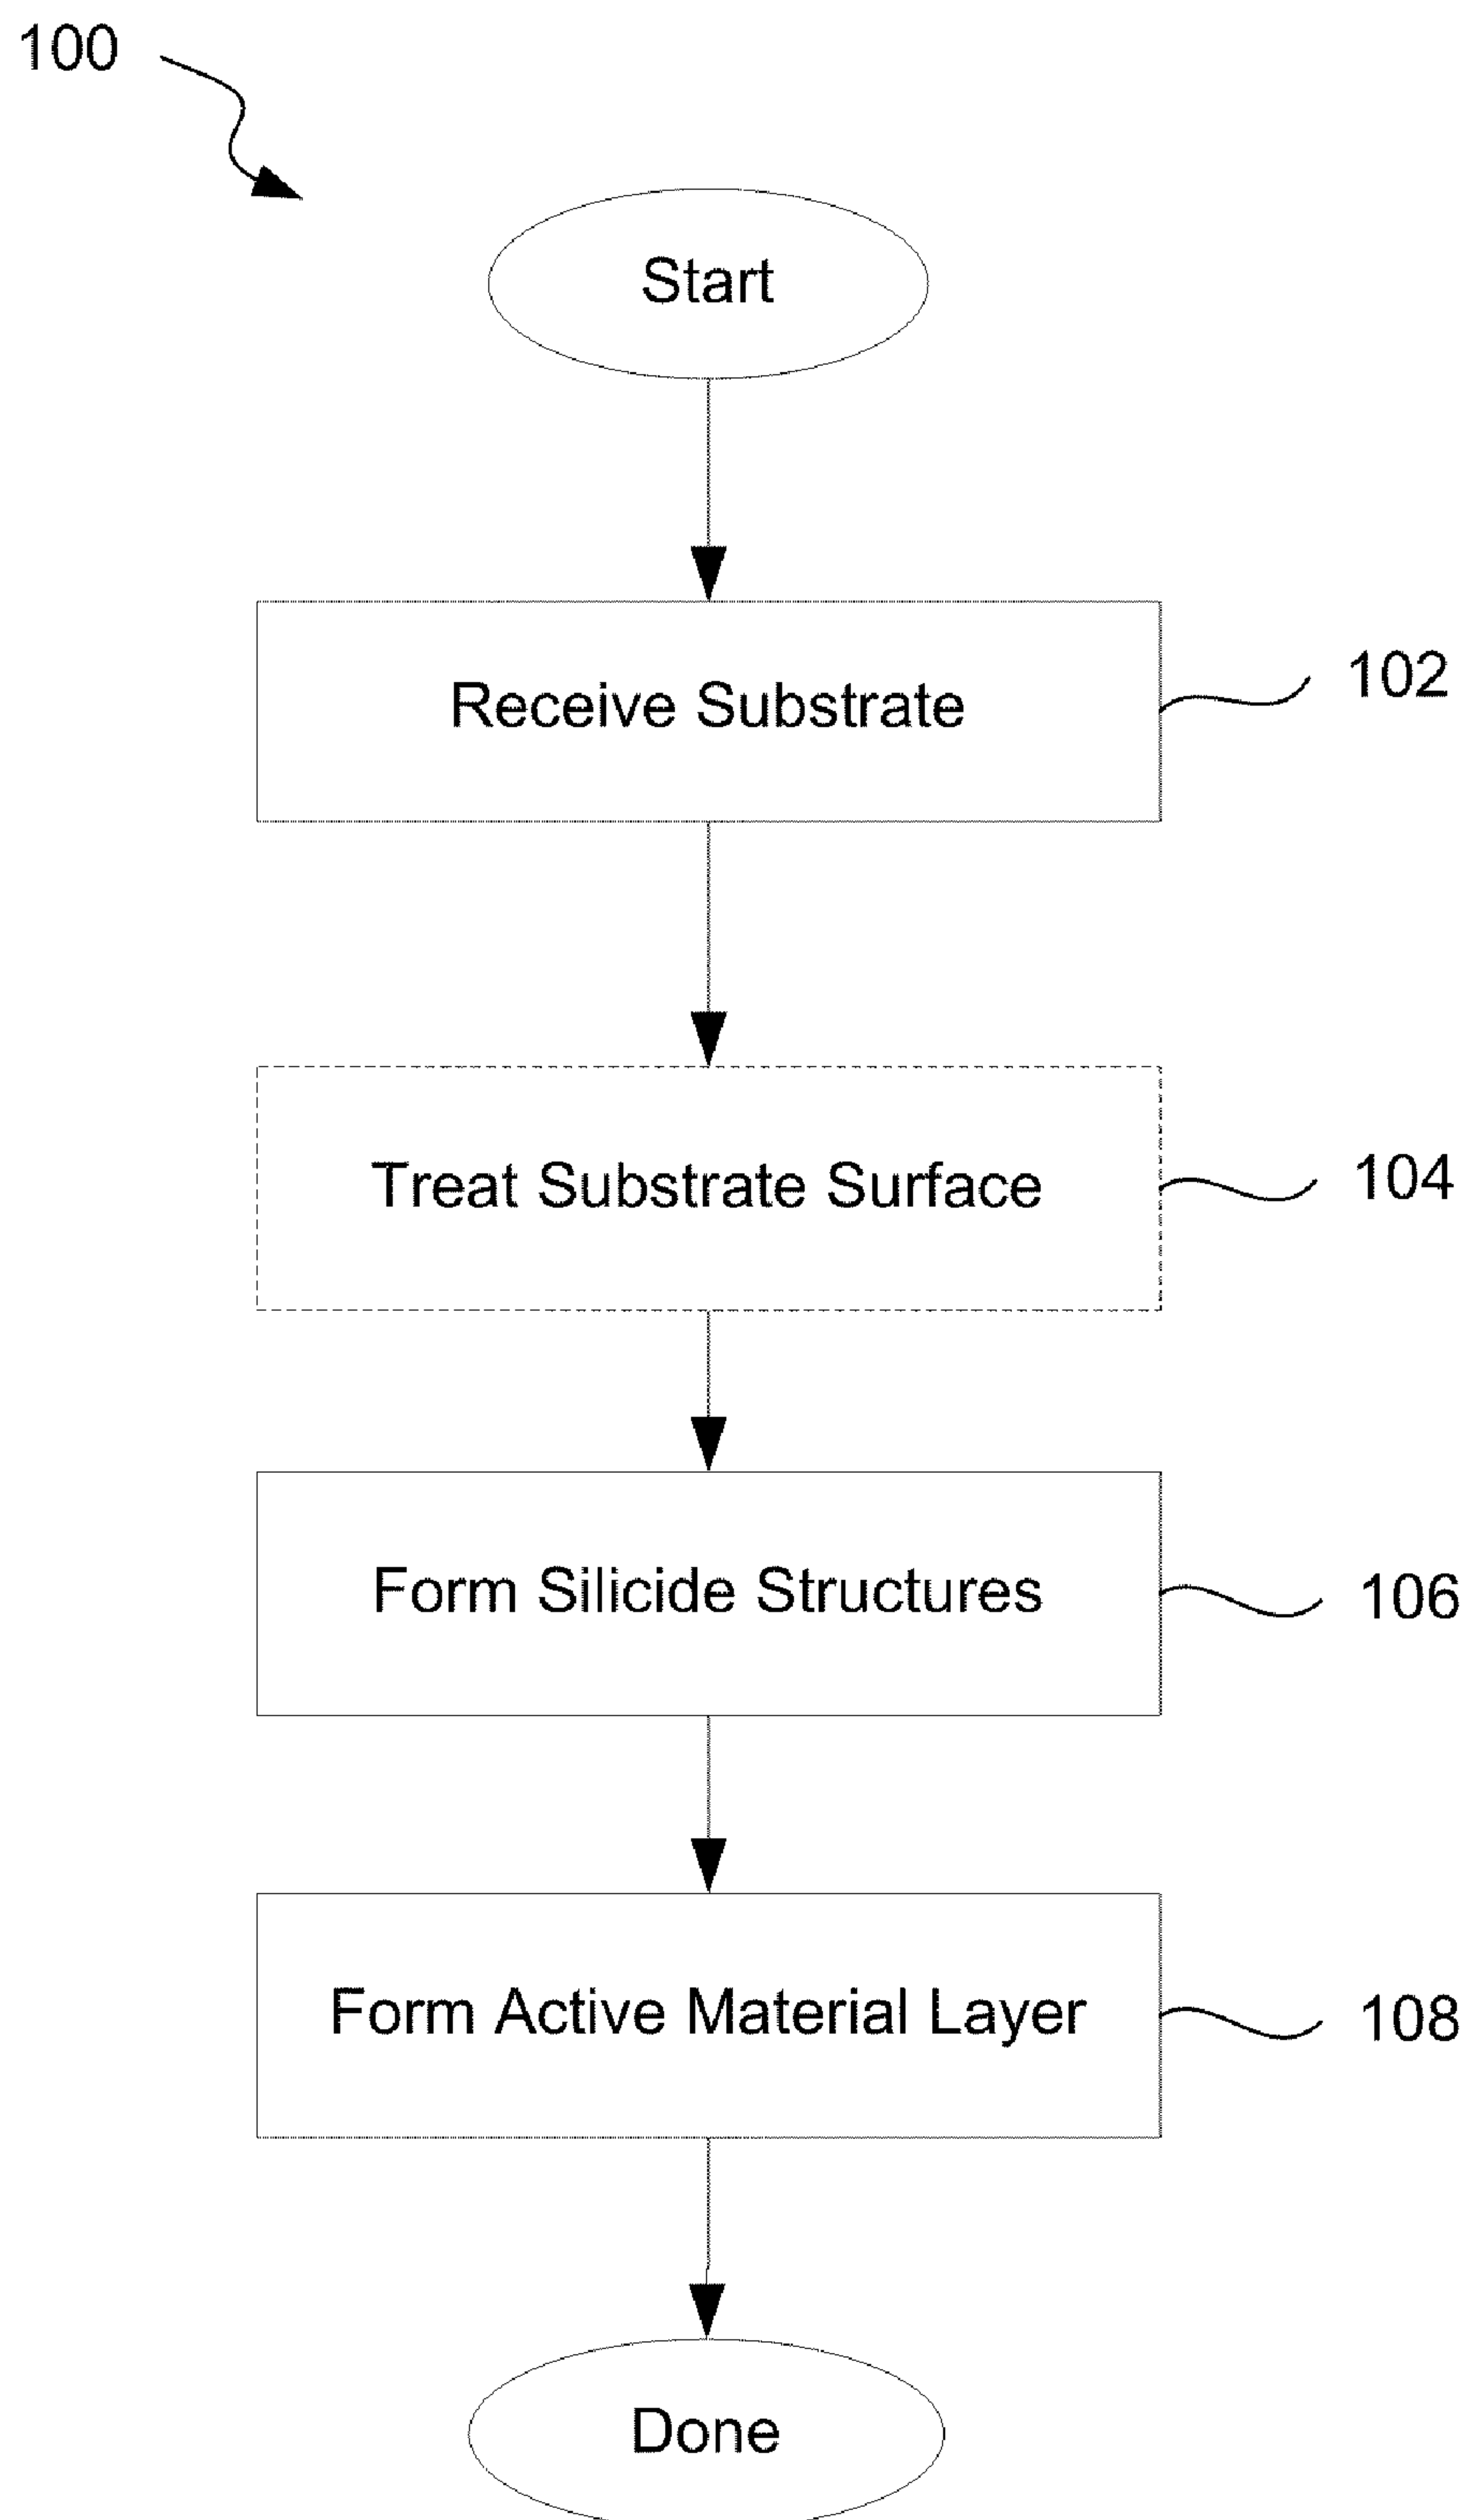 100
Start
Receive Substrate
102
Treat Substrate Surface
104
Form Silicide Structures
106
Form Active Material Layer
108
Done